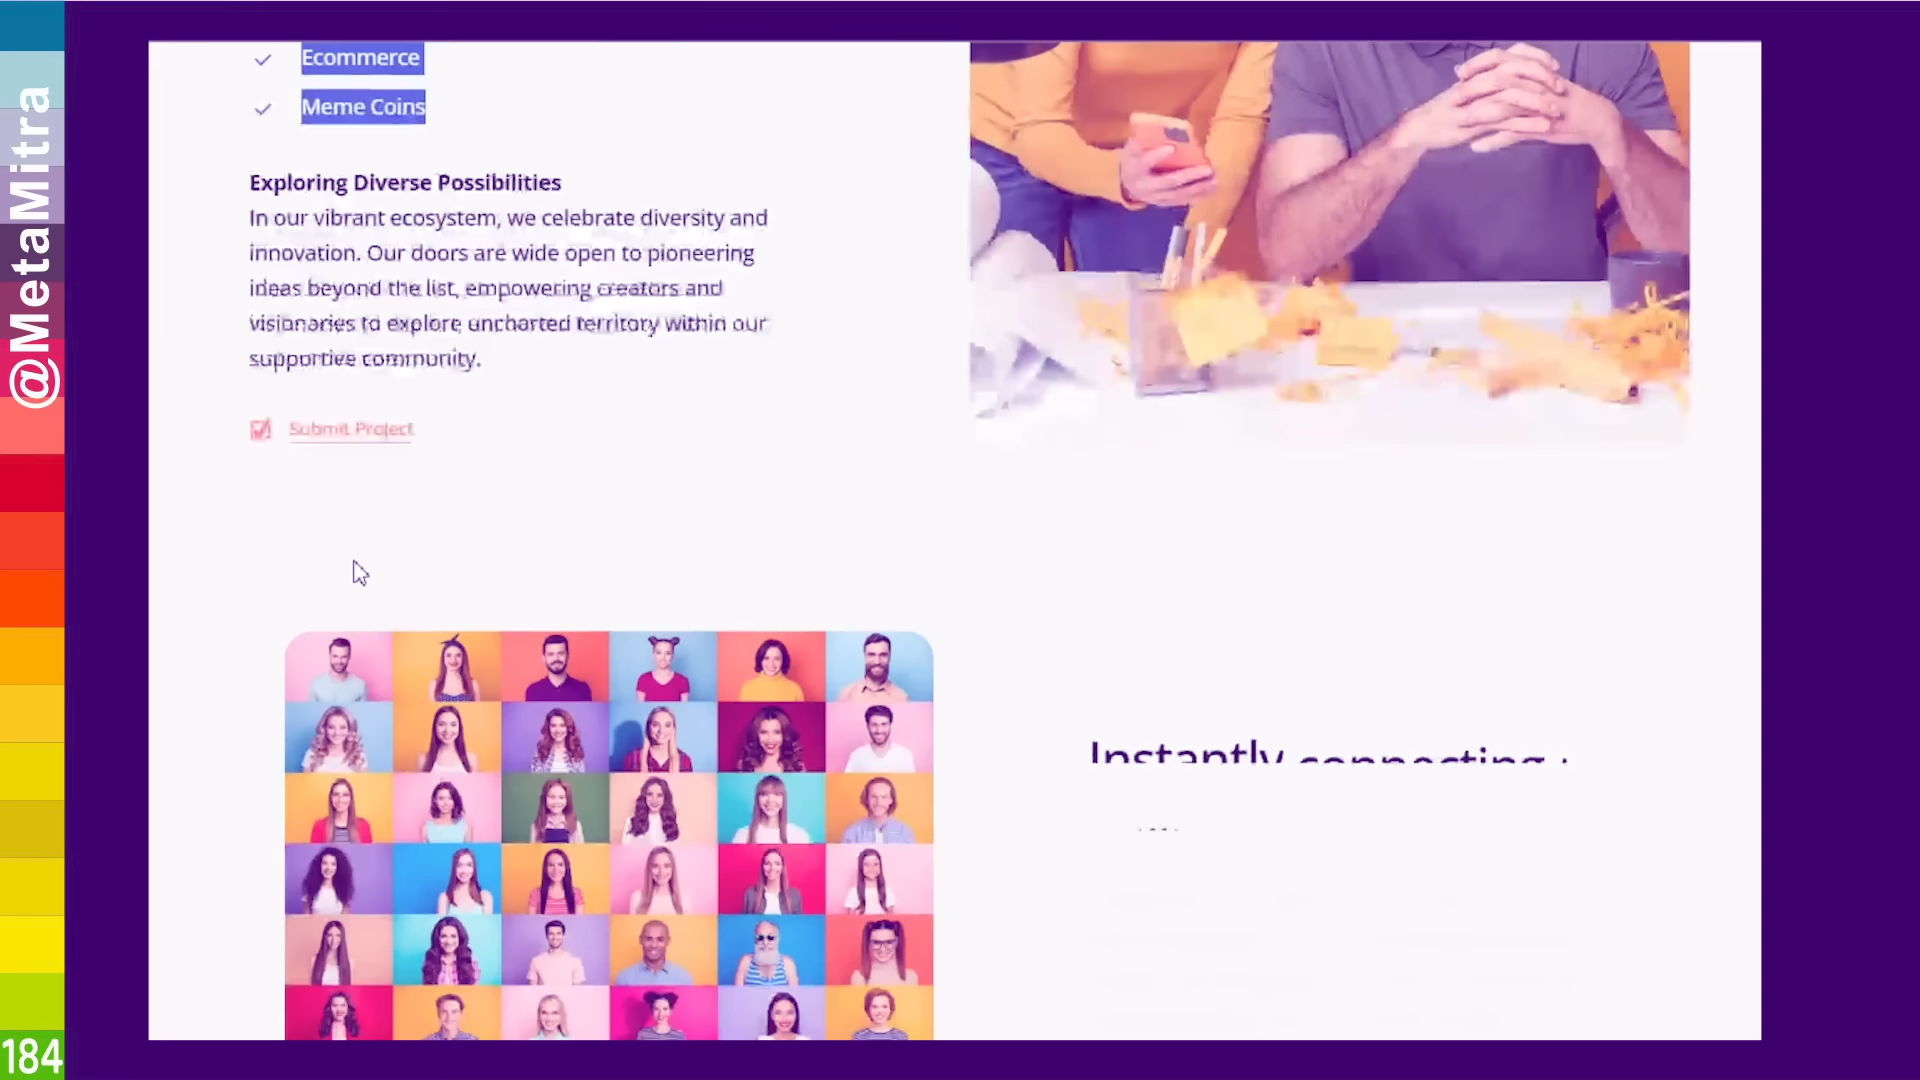 @MetaMitra
184
Ecommerce
Meme Coins
Exploring Diverse Possibilities
In our vibrant ecosystem, we celebrate diversity and
innovation. Our doors are wide open to pioneering
ideas beyond the list, empowering creators and
visionaries to explore uncharted territory within our
supportive community.
Submit Project
Instantly connecting